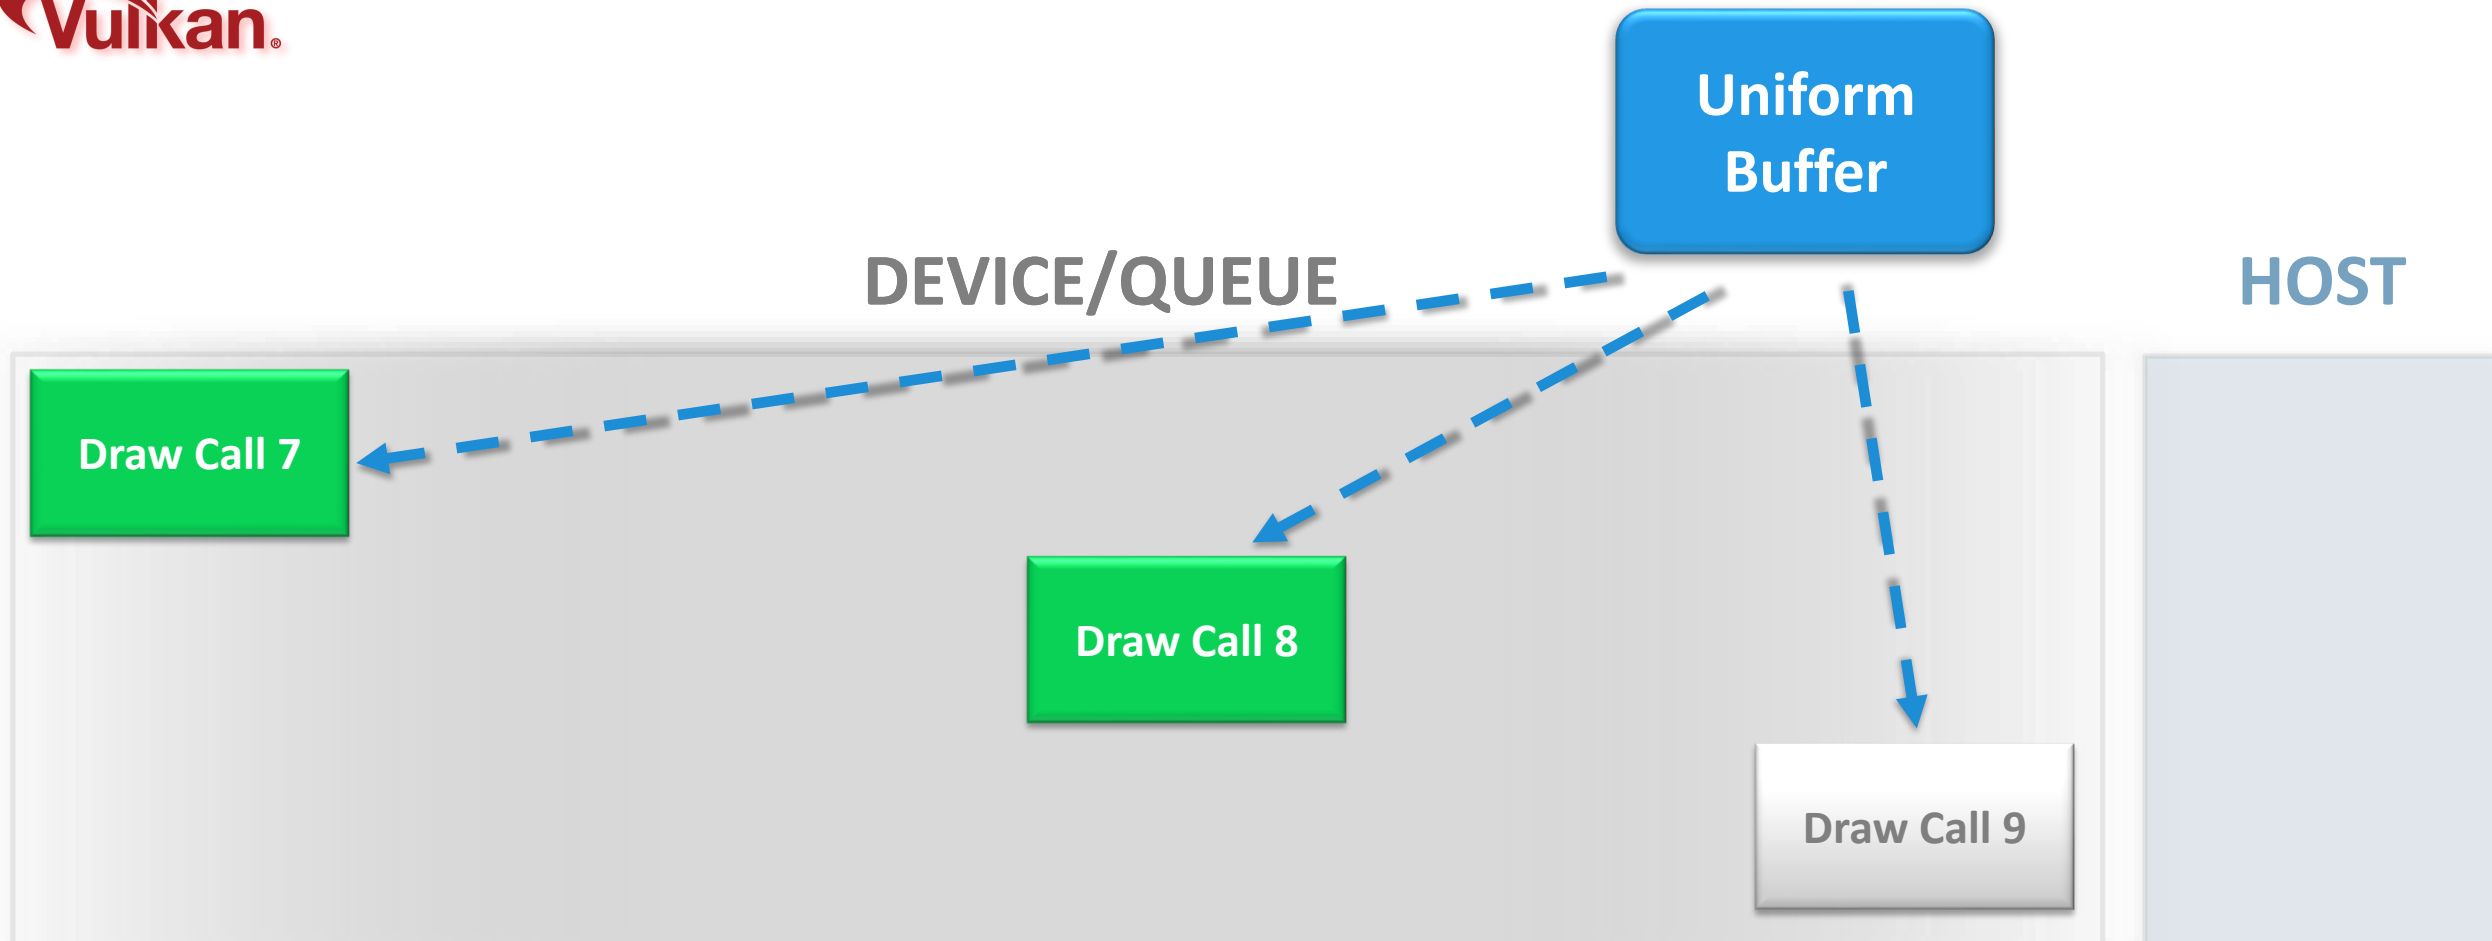 Vulkan®
Uniform
Buffer
DEVICE/QUEUE
HOST
Draw Call 7
Draw Call 8
Draw Call 9